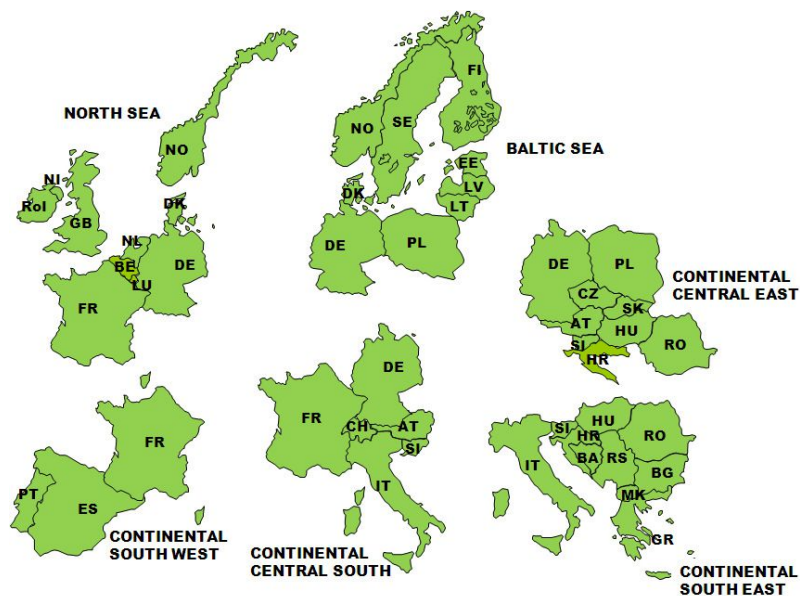 NORTH SEA
NO
NI
RoI
GB
DK
NL
BE
DE
LU
FR
FI
SE
NO
BALTIC SEA
EE
LV
DK
LT
DE
PL
DE
PL
CONTINENTAL
CENTRAL EAST
CZ
SK
AT
HU
SI
HR
RO
FR
PT
ES
CONTINENTAL
SOUTH WEST
DE
FR
CH
AT
SI
IT
CONTINENTAL
CENTRAL SOUTH
HU
SI
HR
RO
IT
BA
RS
BG
MK
GR
CONTINENTAL
SOUTH EAST